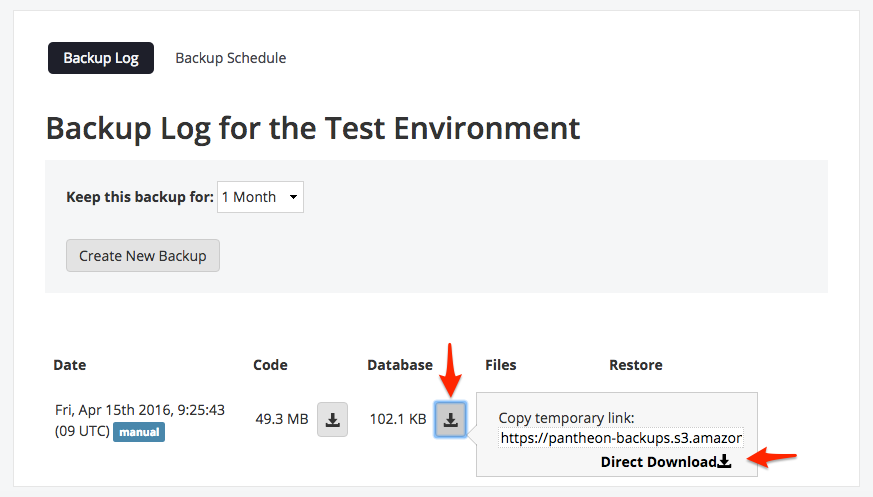 Backup Log Backup Schedule
Backup Log for the Test Environment
Keep this backup for: 1 Month
Create New Backup
Date Code Database Files Restore
Fri, Apr 15th 2016, 9:25:43
(09 UTC) manual
49.3 MB
102.1 KB
Copy temporary link:
https://pantheon-backups.s3.amazon
Direct Download